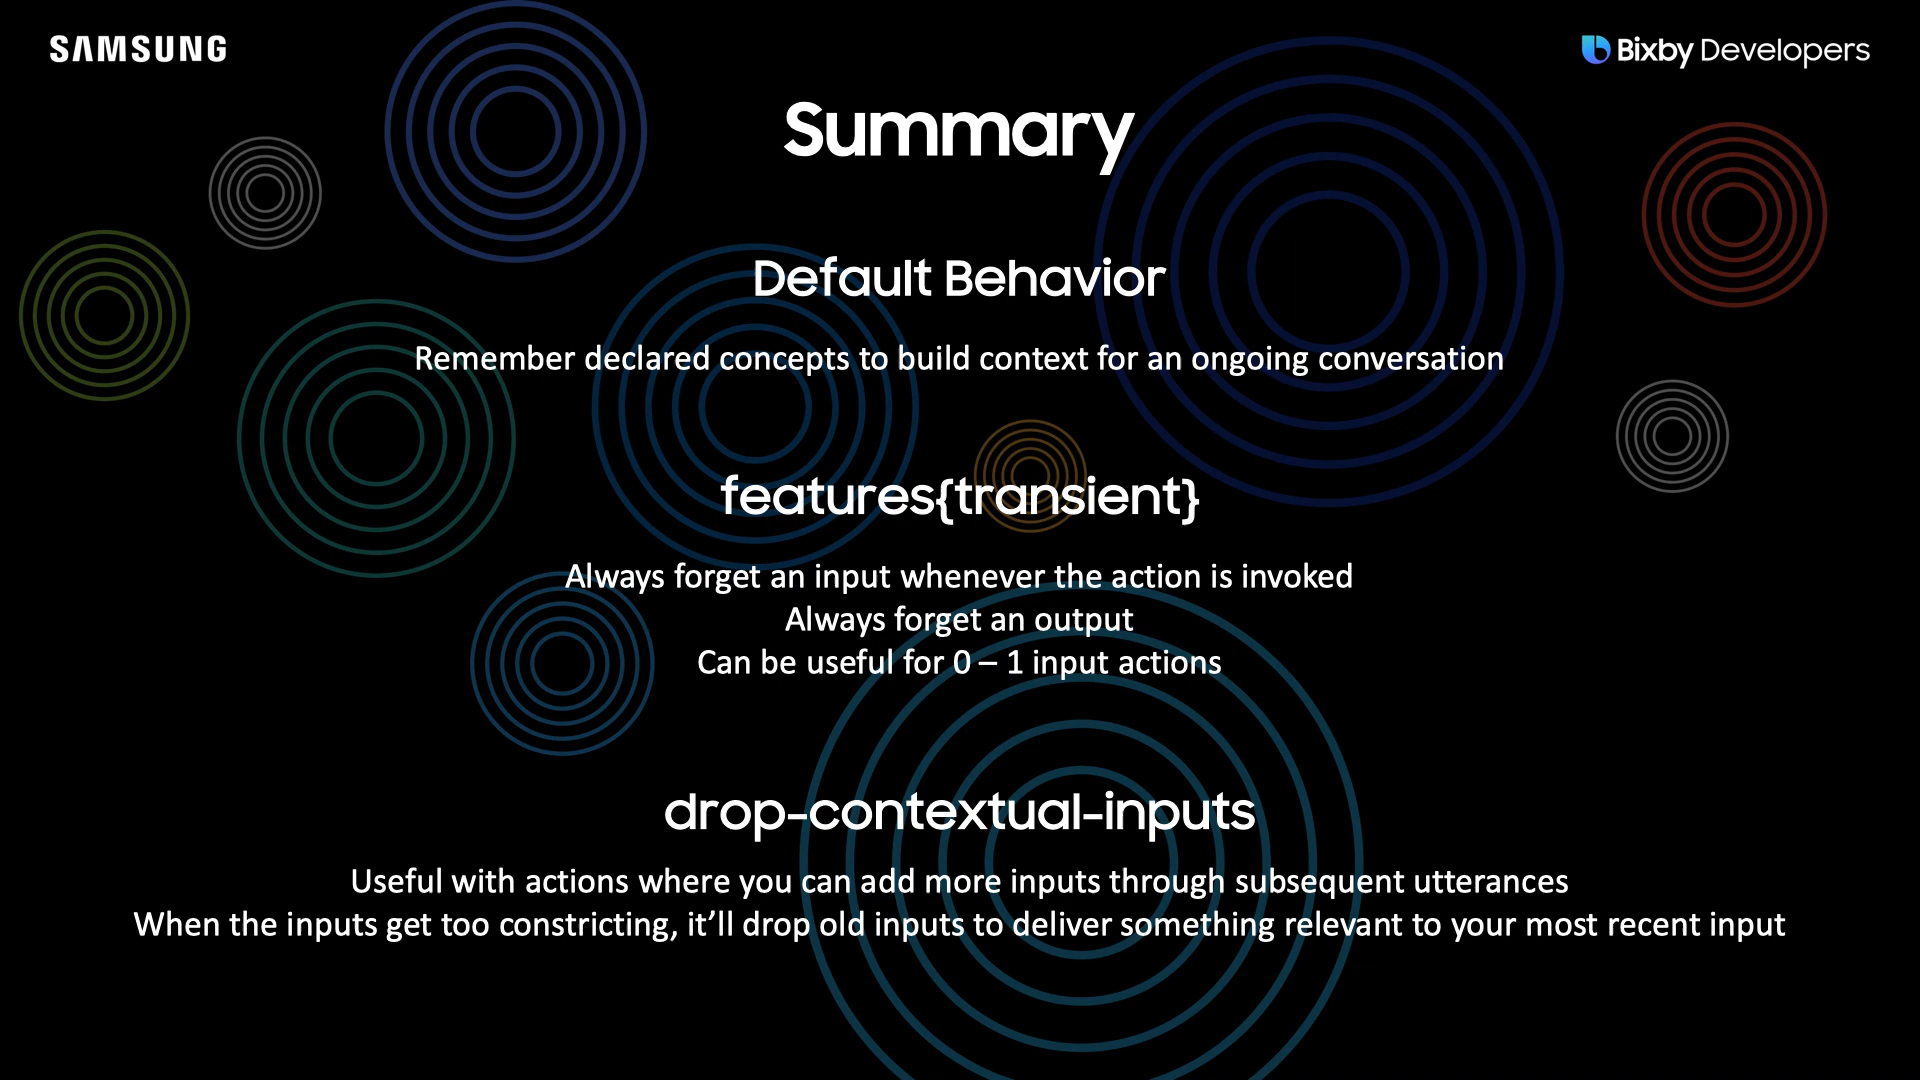 SAMSUNG
Bixby Developers
Summary
Default Behavior
Remember declared concepts to build context for an ongoing conversation
features{transient}
Always forget an input whenever the action is invoked
Always forget an output
Can be useful for 0 – 1 input actions
drop-contextual-inputs
Useful with actions where you can add more inputs through subsequent utterances
When the inputs get too constricting, it’ll drop old inputs to deliver something relevant to your most recent input